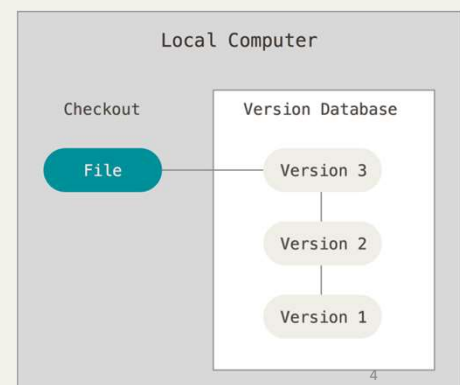 Local Computer
Checkout
Version Database
File
Version 3
Version 2
Version 1
4